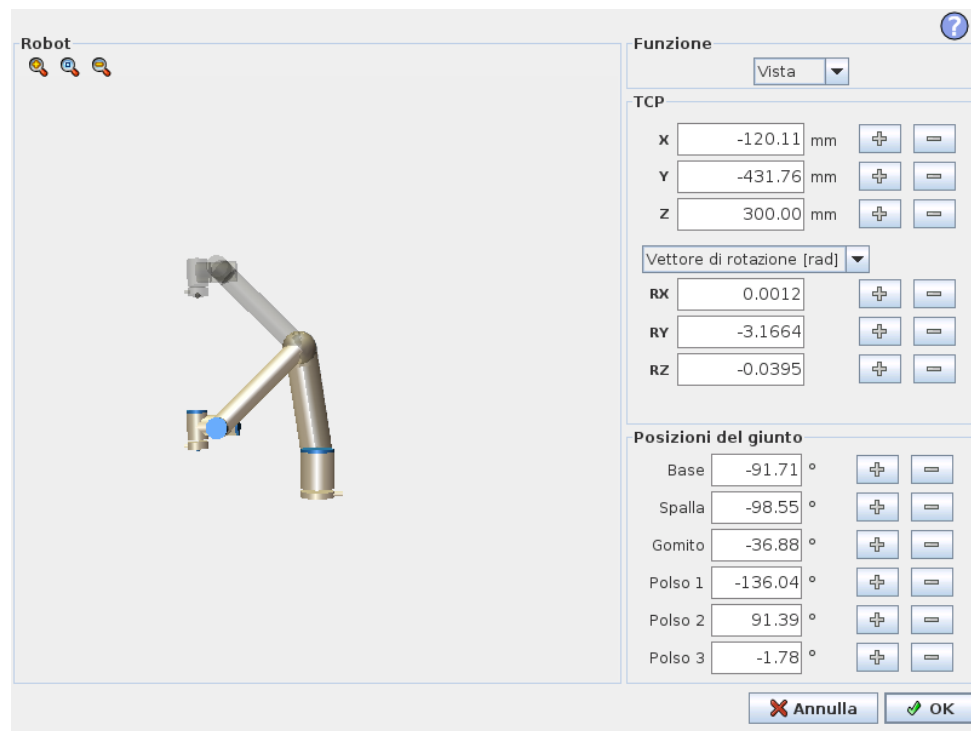 ?
Robot
Funzione
Vista
TCP
X -120.11 mm
Y -431.76 mm
Z 300.00 mm
Vettore di rotazione [rad]
RX 0.0012
RY -3.1664
RZ -0.0395
Posizioni del giunto
Base -91.71 °
Spalla -98.55 °
Gomito -36.88 °
Polso 1 -136.04 °
Polso 2 91.39 °
Polso 3 -1.78 °
Annulla OK